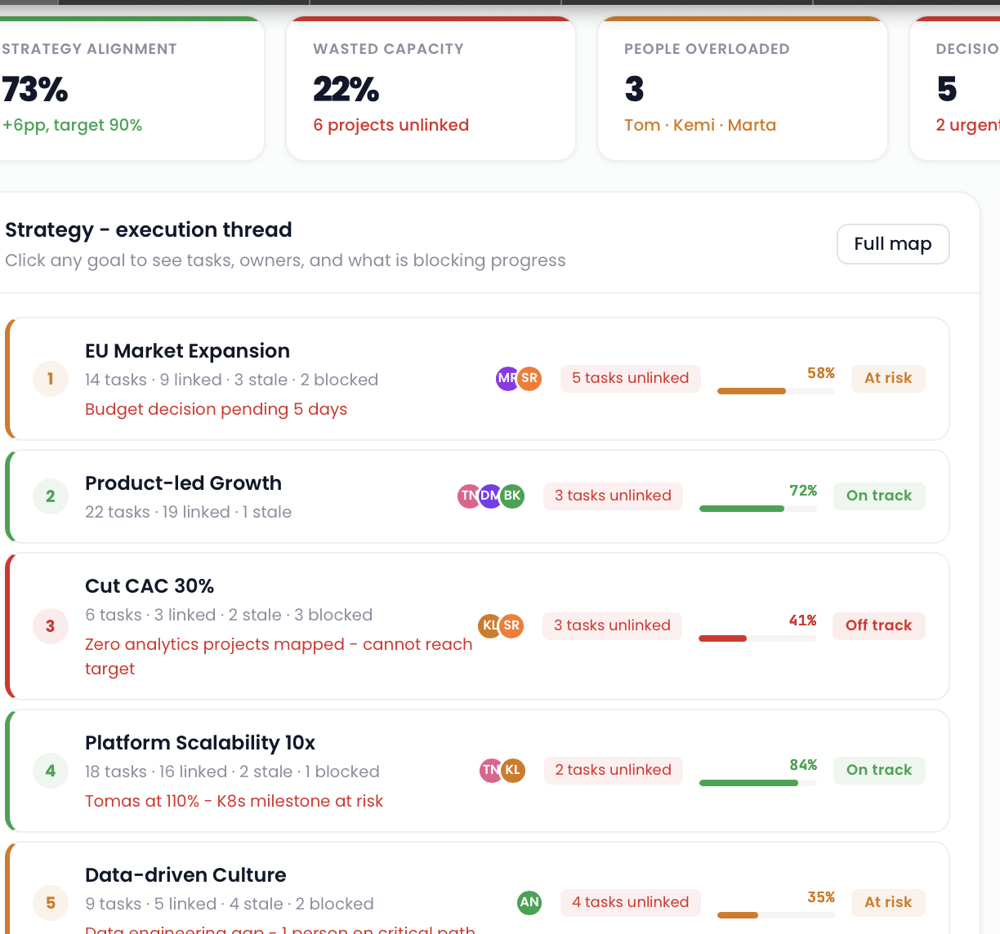 STRATEGY ALIGNMENT
73%
+6pp, target 90%
WASTED CAPACITY
22%
6 projects unlinked
PEOPLE OVERLOADED
3
Tom · Kemi · Marta
5
2 urgent
Strategy - execution thread
Click any goal to see tasks, owners, and what is blocking progress
Full map
1
EU Market Expansion
14 tasks · 9 linked · 3 stale · 2 blocked
Budget decision pending 5 days
SR
5 tasks unlinked
58%
At risk
2
Product-led Growth
22 tasks · 19 linked · 1 stale
TN DM BK
3 tasks unlinked
72%
On track
3
Cut CAC 30%
6 tasks · 3 linked · 2 stale · 3 blocked
Zero analytics projects mapped - cannot reach
target
KL SR
3 tasks unlinked
41%
Off track
4
Platform Scalability 10x
18 tasks · 16 linked · 2 stale · 1 blocked
Tomas at 110% - K8s milestone at risk
TN KL
2 tasks unlinked
84%
On track
5
Data-driven Culture
9 tasks · 5 linked · 4 stale · 2 blocked
Data engineering gap - 1 person on critical path
AN
4 tasks unlinked
35%
At risk